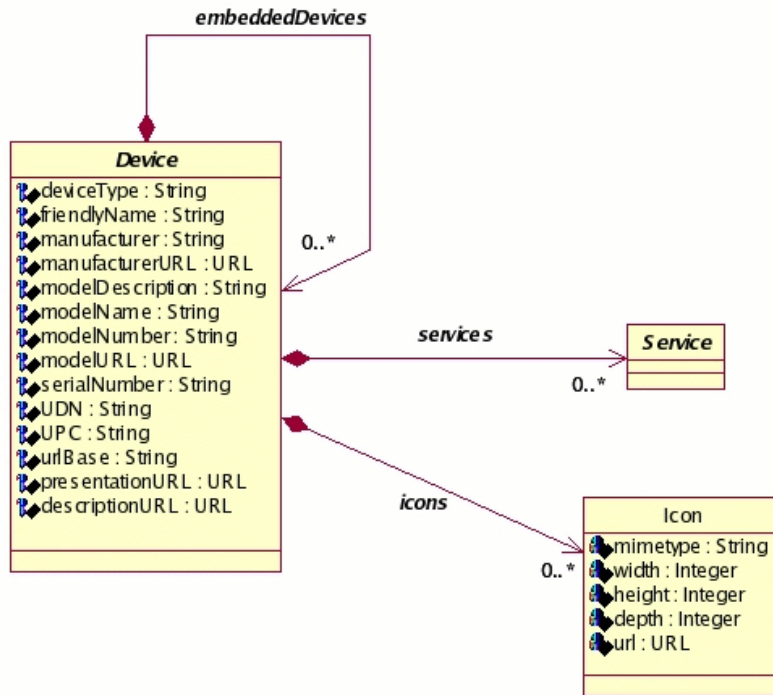 embeddedDevices
Device
deviceType : String
friendlyName : String
manufacturer : String
manufacturerURL : URL
modelDescription : String
modelName : String
modelNumber : String
modelURL : URL
serialNumber : String
UDN : String
UPC : String
urlBase : String
presentationURL : URL
descriptionURL : URL
0..*
services
0..*
Service
icons
0..*
Icon
mimetype : String
width : Integer
height : Integer
depth : Integer
url : URL